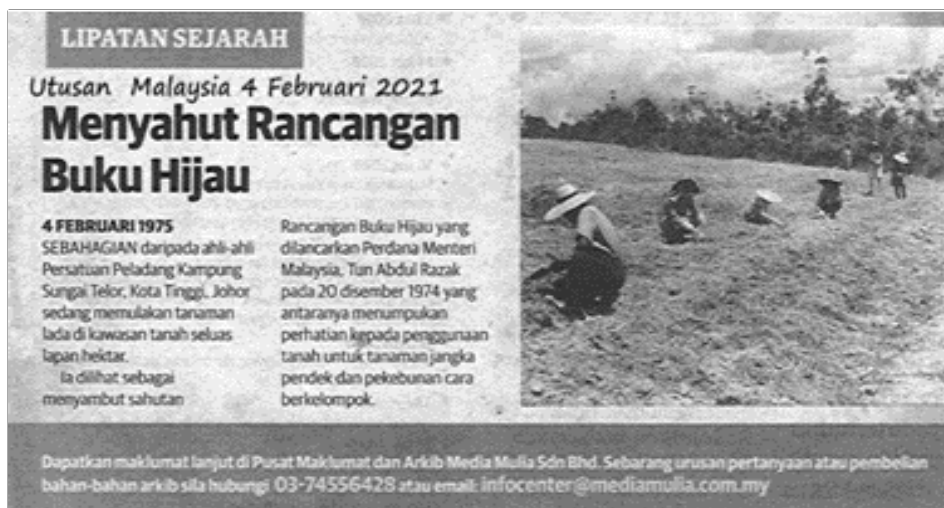 LIPATAN SEJARAH
Utusan Malaysia 4 Februari 2021
Menyahut Rancangan
Buku Hijau
4 FEBRUARI 1975
SEBAHAGIAN daripada ahli-ahli
Persatuan Peladang Kampung
Sungai Telor, Kota Tinggi, Johor
sedang memulakan tanaman
lada di kawasan tanah seluas
lapan hektar.
Ia dilihat sebagai
menyambut sahutan
Rancangan Buku Hijau yang
dilancarkan Perdana Menteri
Malaysia, Tun Abdul Razak
pada 20 disember 1974 yang
antaranya menumpukan
perhatian kepada penggunaan
tanah untuk tanaman jangka
pendek dan pekebunan cara
berkelompok.
Dapatkan maklumat lanjut di Pusat Maklumat dan Arkib Media Mulia Sdn Bhd. Sebarang urusan pertanyaan atau pembelian
bahan-bahan arkib sila hubungi 03-74556428 atau email: infocenter@mediamulia.com.my